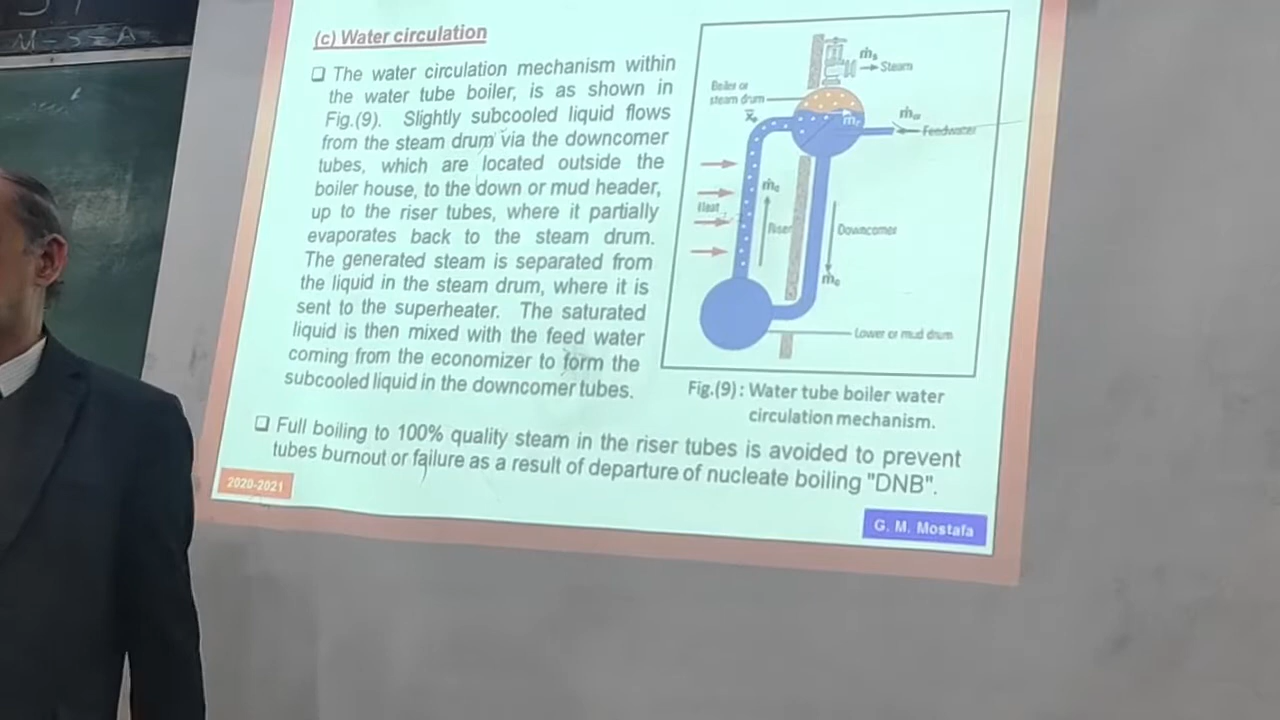 M-S=A
(c) Water circulation
❑ The water circulation mechanism within
the water tube boiler, is as shown in
Fig.(9). Slightly subcooled liquid flows
from the steam drum via the downcomer
tubes, which are located outside the
boiler house, to the down or mud header,
up to the riser tubes, where it partially
evaporates back to the steam drum.
The generated steam is separated from
the liquid in the steam drum, where it is
sent to the superheater. The saturated
liquid is then mixed with the feed water
coming from the economizer to form the
subcooled liquid in the downcomer tubes.
ṁs
Steam
Boiler or
steam drum
ṁw
Feedwater
Heat
Riser
Downcomer
Lower or mud drum
Fig.(9): Water tube boiler water
circulation mechanism.
❑ Full boiling to 100% quality steam in the riser tubes is avoided to prevent
tubes burnout or failure as a result of departure of nucleate boiling "DNB".
2020-2021
G. M. Mostafa